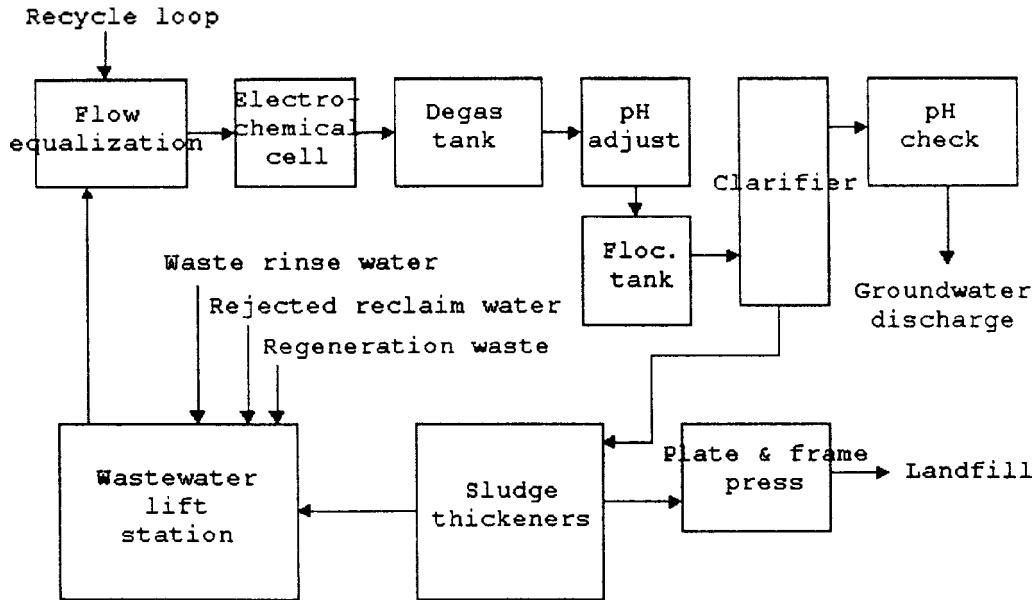 Recycle loop
Flow
equalization
Electro-
chemical
cell
Degas
tank
pH
adjust
Clarifier
pH
check
Floc.
tank
Groundwater
discharge
Waste rinse water
Rejected reclaim water
Regeneration waste
Wastewater
lift
station
Sludge
thickeners
Plate & frame
press
Landfill